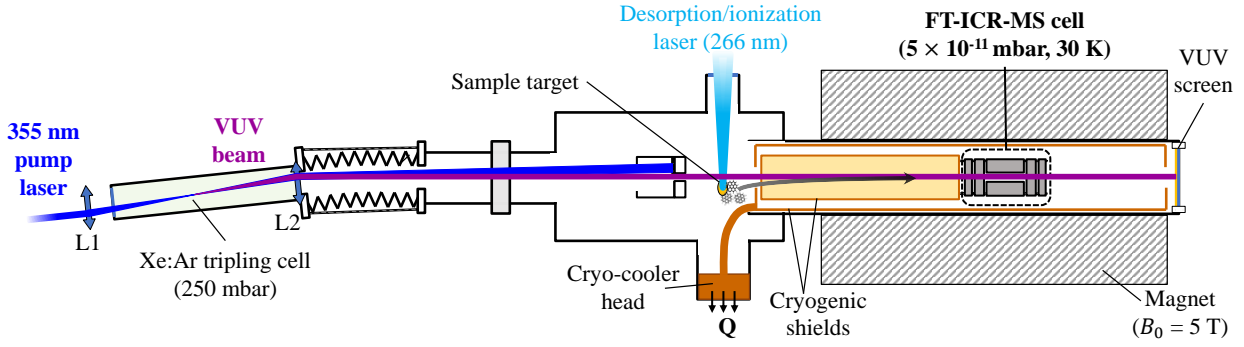 Desorption/ionization
laser (266 nm)
FT-ICR-MS cell
(5 × 10⁻¹¹ mbar, 30 K)
VUV
screen
Sample target
355 nm
pump
laser
VUV
beam
L1
L2
Xe:Ar tripling cell
(250 mbar)
Cryo-cooler
head
Q
Cryogenic
shields
Magnet
(B₀ = 5 T)